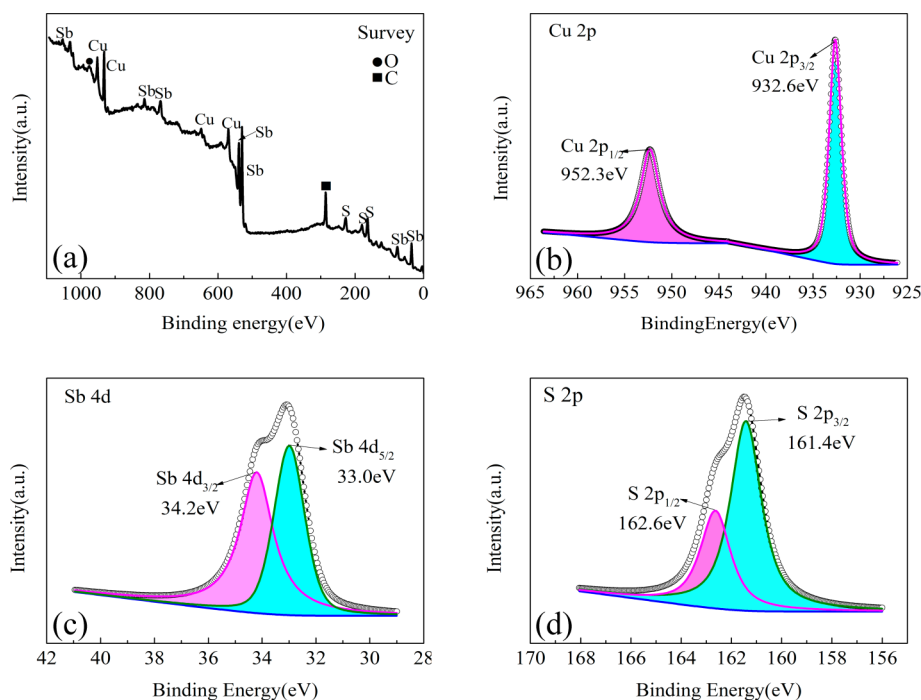 Survey
● O
■ C
Sb
Cu
Cu
Sb
Sb
Cu
Cu
Sb
Sb
S
S
S
Sb
Sb
Intensity(a.u.)
(a)
1000 800 600 400 200 0
Binding energy(eV)
Cu 2p
Cu 2p3/2
932.6eV
Cu 2p1/2
952.3eV
Intensity(a.u.)
(b)
965 960 955 950 945 940 935 930 925
BindingEnergy(eV)
Sb 4d
Sb 4d5/2
33.0eV
Sb 4d3/2
34.2eV
Intensity(a.u.)
(c)
42 40 38 36 34 32 30 28
Binding Energy(eV)
S 2p
S 2p3/2
161.4eV
S 2p1/2
162.6eV
Intensity(a.u.)
(d)
170 168 166 164 162 160 158 156
Binding Energy(eV)